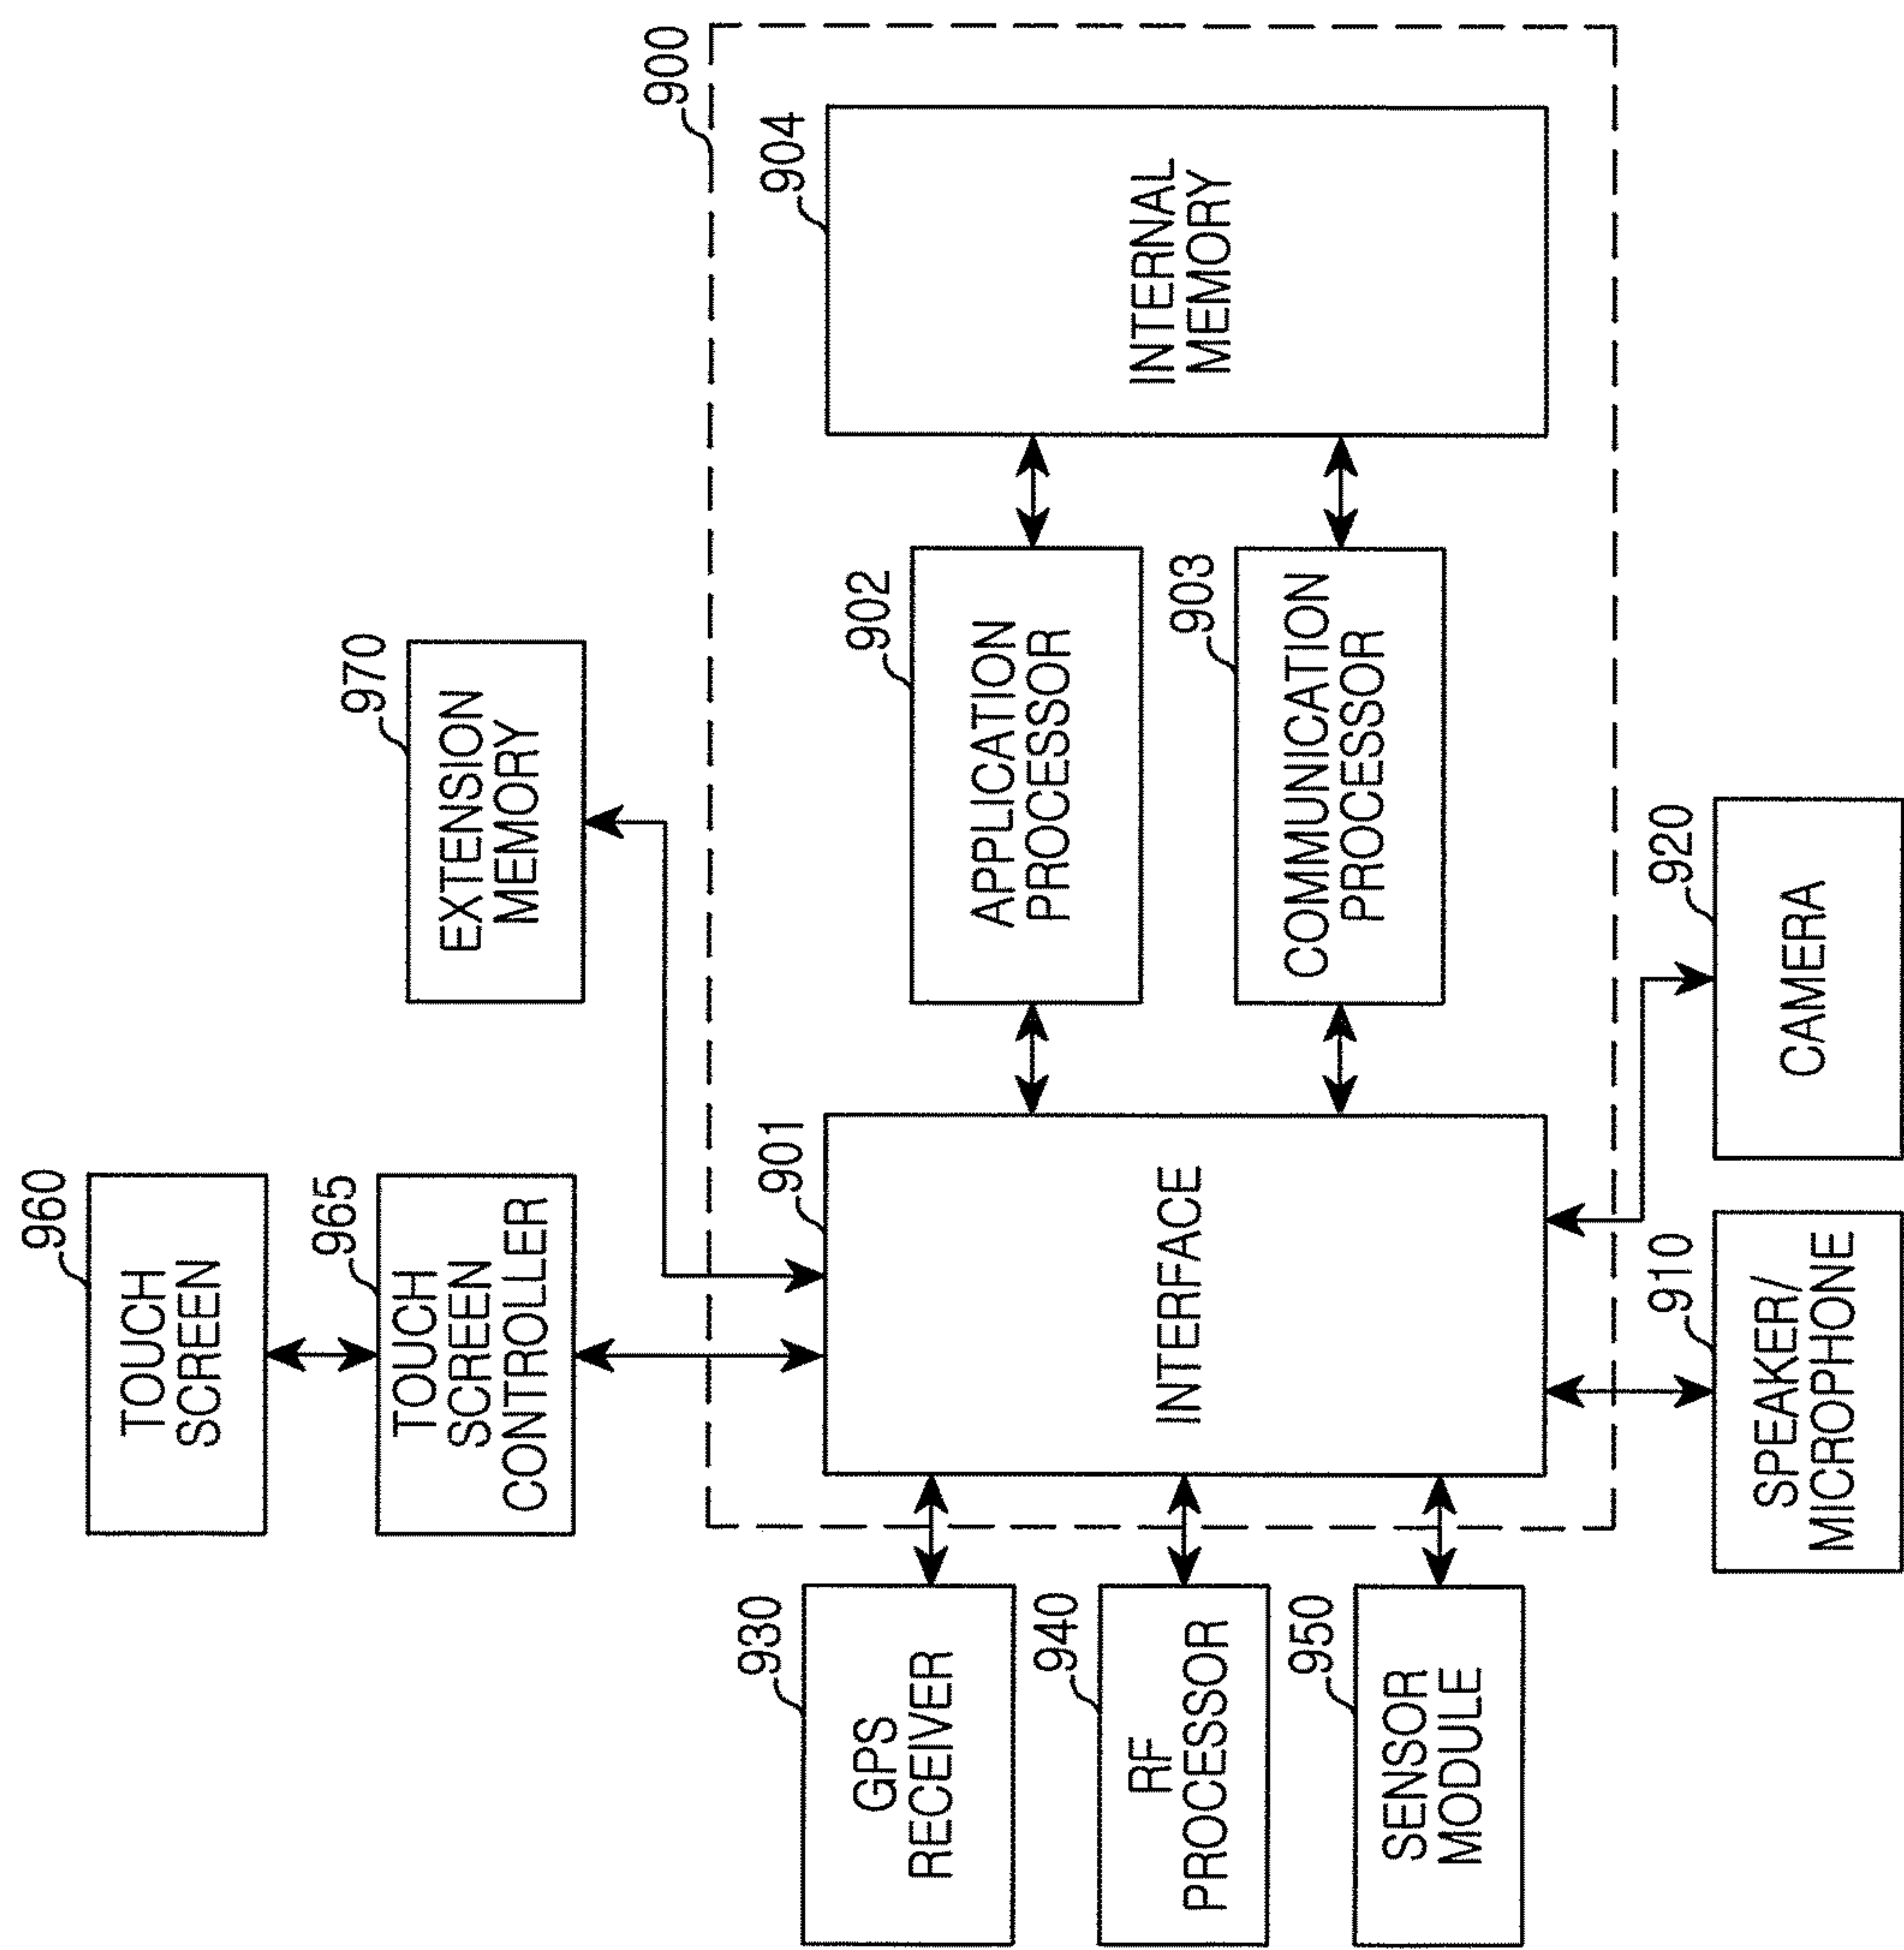 960
TOUCH
SCREEN
965
TOUCH
SCREEN
CONTROLLER
970
EXTENSION
MEMORY
900
930
GPS
RECEIVER
940
RF
PROCESSOR
950
SENSOR
MODULE
901
INTERFACE
902
APPLICATION
PROCESSOR
903
COMMUNICATION
PROCESSOR
904
INTERNAL
MEMORY
910
SPEAKER/
MICROPHONE
920
CAMERA